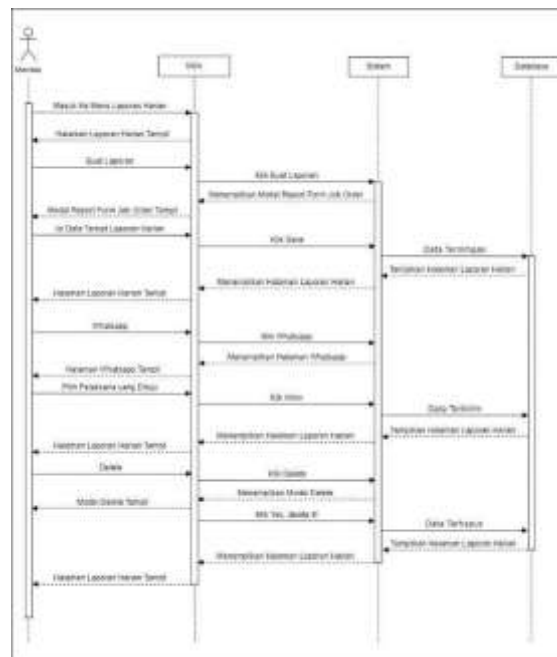 Sistem
Database
Masuk Ke Menu Laporan Harian
Halaman Laporan Harian Tampil
Buat Laporan
Klik Buat Laporan
Menampilkan Modal Report Form Job Order
Modal Report Form Job Order Tampil
Isi Data Tempat Laporan Harian
Klik Save
Data Tersimpan
Tampilkan Halaman Laporan Harian
Menampilkan Halaman Laporan Harian
Halaman Laporan Harian Tampil
Whatsapp
Klik Whatsapp
Menampilkan Halaman Whatsapp
Halaman Whatsapp Tampil
Pilih Pelaksana yang Dituju
Klik Kirim
Data Terkirim
Tampilkan Halaman Laporan Harian
Menampilkan Halaman Laporan Harian
Halaman Laporan Harian Tampil
Delete
Klik Delete
Menampilkan Modal Delete
Modal Delete Tampil
Klik Yes, delete it!
Data Terhapus
Tampilkan Halaman Laporan Harian
Menampilkan Halaman Laporan Harian
Halaman Laporan Harian Tampil